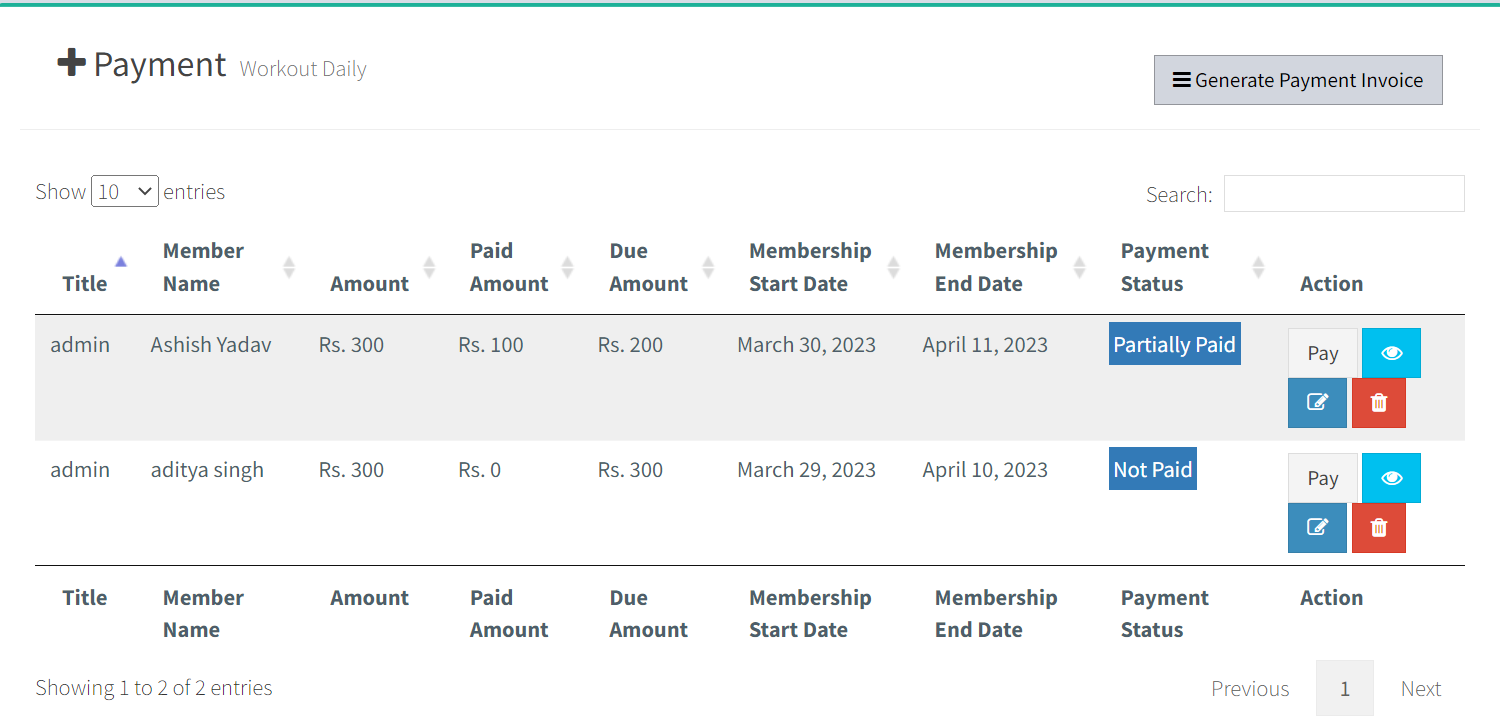 Payment Workout Daily
Generate Payment Invoice
Show 10 entries
Search:
Title Member Name Amount Paid Amount Due Amount Membership Start Date Membership End Date Payment Status Action
admin Ashish Yadav Rs. 300 Rs. 100 Rs. 200 March 30, 2023 April 11, 2023 Partially Paid Pay
admin aditya singh Rs. 300 Rs. 0 Rs. 300 March 29, 2023 April 10, 2023 Not Paid Pay
Title Member Name Amount Paid Amount Due Amount Membership Start Date Membership End Date Payment Status Action
Showing 1 to 2 of 2 entries
Previous 1 Next